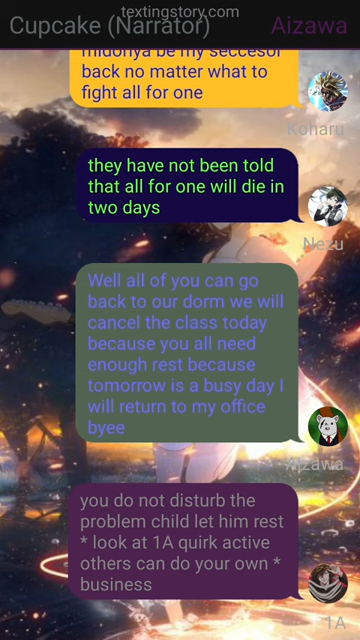 textingstory.com
Cupcake (Narrator)
Aizawa
midoriya be my seccesor
back no matter what to
fight all for one
Koharu
they have not been told
that all for one will die in
two days
Nezu
Well all of you can go
back to our dorm we will
cancel the class today
because you all need
enough rest because
tomorrow is a busy day I
will return to my office
byee
Aizawa
you do not disturb the
problem child let him rest
* look at 1A quirk active
others can do your own *
business
1A